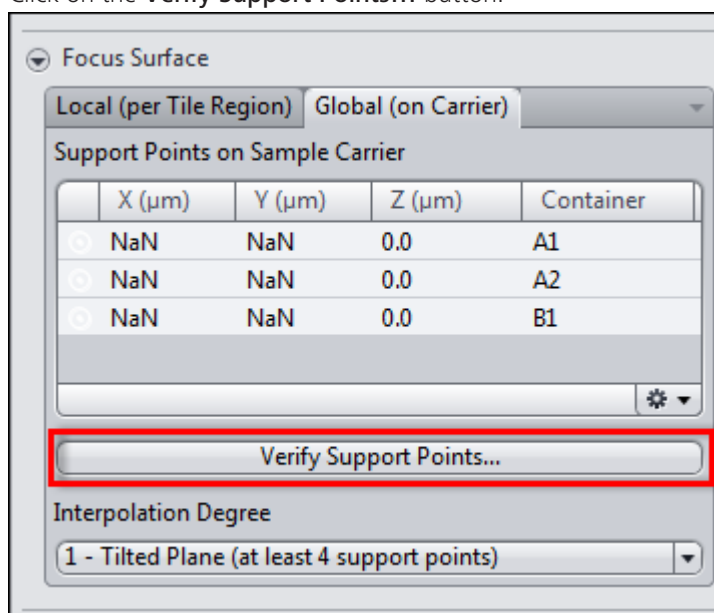 Click on the Verify Support Points... button.
Focus Surface
Local (per Tile Region) Global (on Carrier)
Support Points on Sample Carrier
X (µm) Y (µm) Z (µm) Container
NaN NaN 0.0 A1
NaN NaN 0.0 A2
NaN NaN 0.0 B1
Verify Support Points...
Interpolation Degree
1 - Tilted Plane (at least 4 support points)